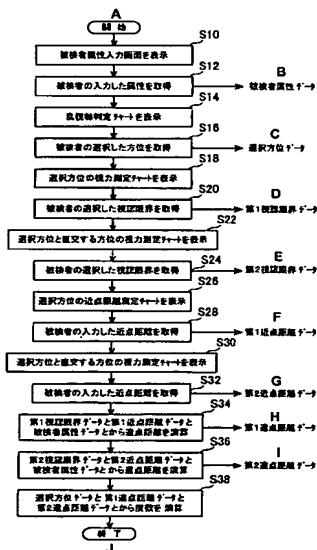 A
開始
S10
被検者属性入力画面を表示
S12
被検者の入力した属性を取得
B
被検者属性データ
S14
乱視軸判定チャートを表示
S16
被検者の選択した方位を取得
C
選択方位データ
S18
選択方位の視力測定チャートを表示
S20
被検者の選択した視認限界を取得
D
第1視認限界データ
S22
選択方位と直交する方位の視力測定チャートを表示
S24
被検者の選択した視認限界を取得
E
第2視認限界データ
S26
選択方位の近点距離測定チャートを表示
S28
被検者の入力した近点距離を取得
F
第1近点距離データ
S30
選択方位と直交する方位の視力測定チャートを表示
S32
被検者の入力した近点距離を取得
G
第2近点距離データ
S34
第1視認限界データと第1近点距離データと
被検者属性データとから遠点距離を演算
H
第1遠点距離データ
S36
第2視認限界データと第2近点距離データと
被検者属性データとから遠点距離を演算
I
第2遠点距離データ
S38
選択方位データと第1遠点距離データと
第2遠点距離データとから度数を演算
終了
J